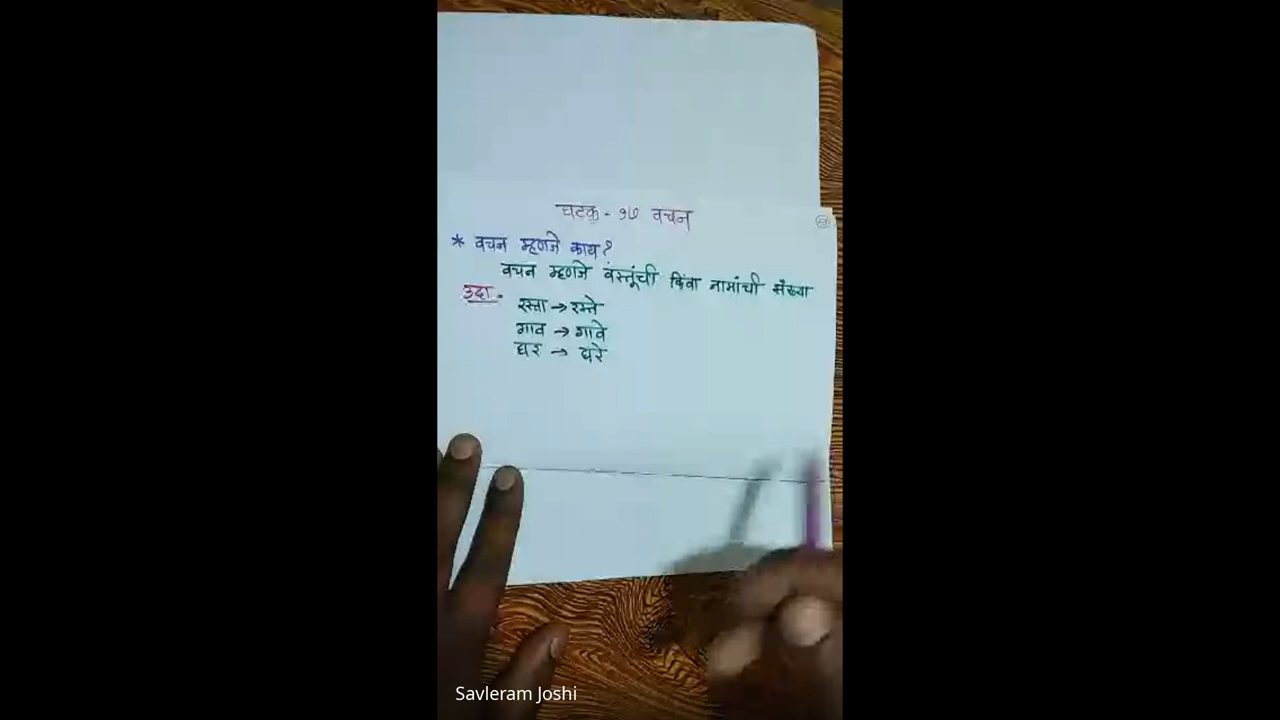 घटक - १७ वचन
* वचन म्हणजे काय?
वचन म्हणजे वस्तूंची किंवा नामांची संख्या
उदा.
रस्ता → रस्ते
गाव → गावे
घर → घरे
Savleram Joshi